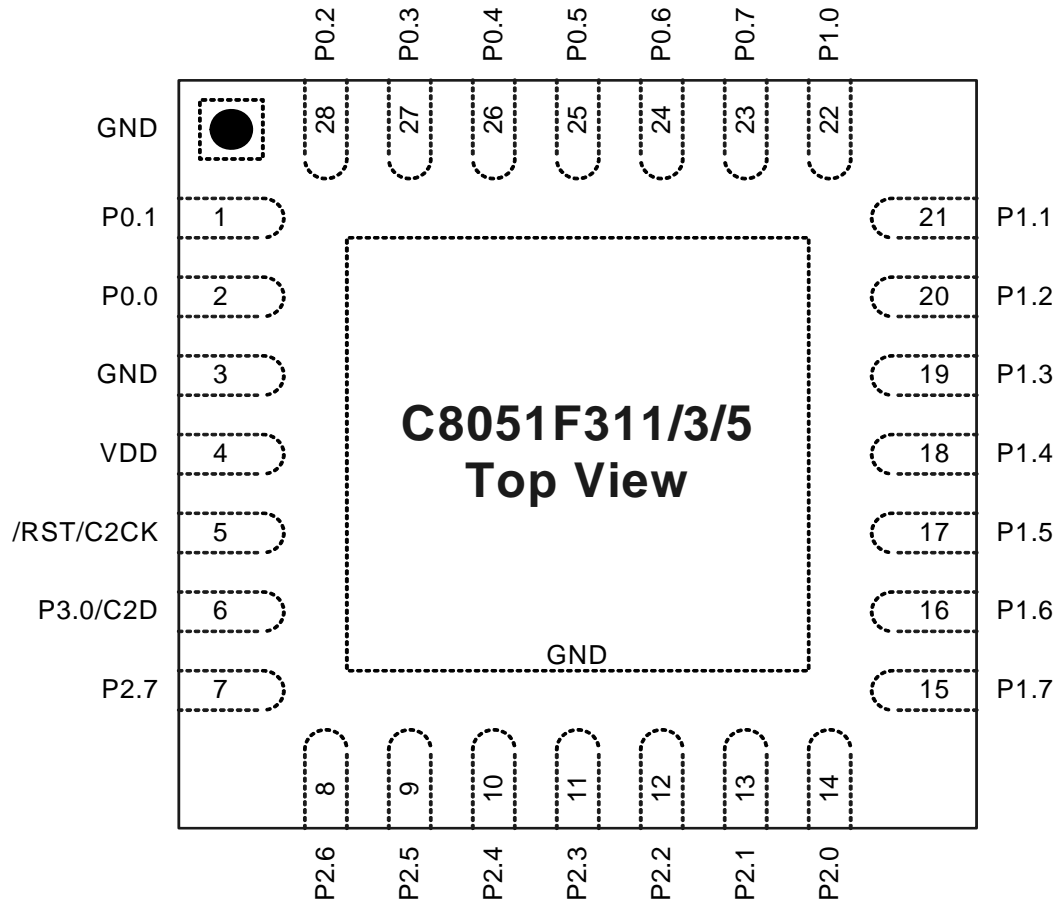 P0.2
P0.3
P0.4
P0.5
P0.6
P0.7
P1.0
28
27
26
25
24
23
22
GND
P0.1
1
21
P1.1
P0.0
2
20
P1.2
GND
3
19
P1.3
VDD
4
18
P1.4
/RST/C2CK
5
17
P1.5
P3.0/C2D
6
16
P1.6
P2.7
7
15
P1.7
C8051F311/3/5
Top View
GND
8
9
10
11
12
13
14
P2.6
P2.5
P2.4
P2.3
P2.2
P2.1
P2.0